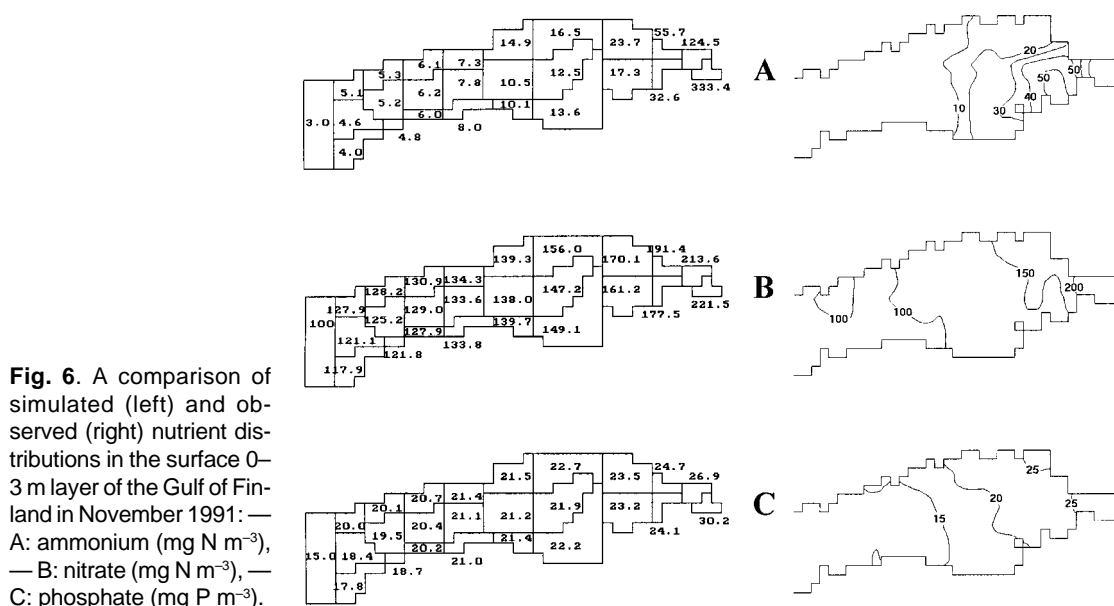 14.9 16.5 23.7 55.7 124.5
5.3 6.1 7.3 12.5
5.1 5.2 6.2 7.8 10.5 17.3 333.4
3.0 4.6 6.0 10.1 13.6 32.6
4.0 4.8 8.0
A
20
50 50
10 30 40
139.3 156.0 170.1 191.4 213.6
128.2 130.9 134.3 147.2
127.9 125.2 129.0 133.6 138.0 161.2 221.5
100 121.1 127.9 139.7 149.1 177.5
117.9 121.8 133.8
B
150
200
100 100
21.5 22.7 23.5 24.7 26.9
20.1 20.7 21.4 21.9
20.0 19.5 20.4 21.1 21.2 23.2 30.2
15.0 18.4 20.2 21.4 22.2 24.1
17.8 18.7 21.0
C
25
20 25
15
Fig. 6. A comparison of
simulated (left) and ob-
served (right) nutrient dis-
tributions in the surface 0–
3 m layer of the Gulf of Fin-
land in November 1991: —
A: ammonium (mg N m⁻³),
— B: nitrate (mg N m⁻³), —
C: phosphate (mg P m⁻³).